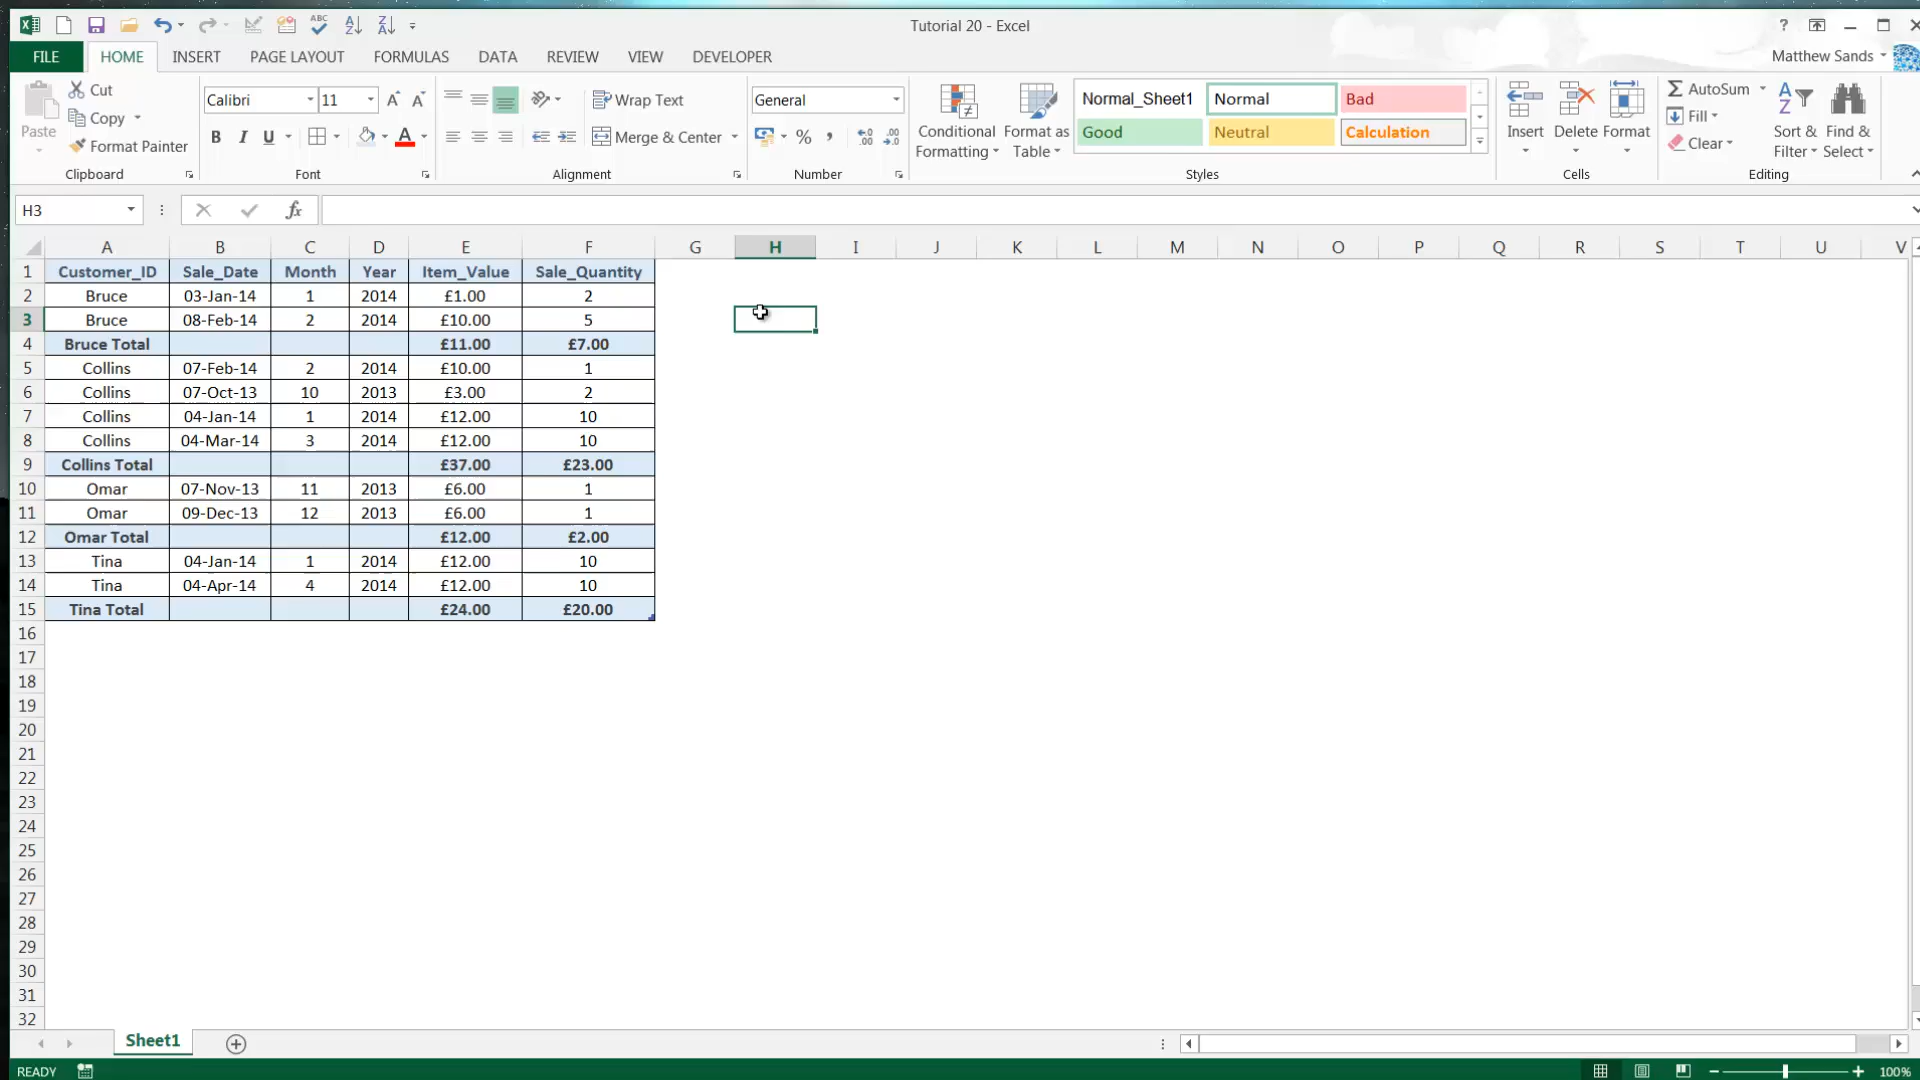 Tutorial 20 - Excel
?
FILE HOME INSERT PAGE LAYOUT FORMULAS DATA REVIEW VIEW DEVELOPER
Matthew Sands
Paste
Cut
Copy
Format Painter
Clipboard
Calibri 11
B I U A
Font
Wrap Text
Merge & Center
Alignment
General
% ,
Number
Conditional Formatting
Format as Table
Normal_Sheet1 Normal Bad
Good Neutral Calculation
Styles
Insert Delete Format
Cells
AutoSum
Fill
Clear
Sort & Filter
Find & Select
Editing
H3
fx
A B C D E F G H I J K L M N O P Q R S T U V
1 Customer_ID Sale_Date Month Year Item_Value Sale_Quantity
2 Bruce 03-Jan-14 1 2014 £1.00 2
3 Bruce 08-Feb-14 2 2014 £10.00 5
4 Bruce Total £11.00 £7.00
5 Collins 07-Feb-14 2 2014 £10.00 1
6 Collins 07-Oct-13 10 2013 £3.00 2
7 Collins 04-Jan-14 1 2014 £12.00 10
8 Collins 04-Mar-14 3 2014 £12.00 10
9 Collins Total £37.00 £23.00
10 Omar 07-Nov-13 11 2013 £6.00 1
11 Omar 09-Dec-13 12 2013 £6.00 1
12 Omar Total £12.00 £2.00
13 Tina 04-Jan-14 1 2014 £12.00 10
14 Tina 04-Apr-14 4 2014 £12.00 10
15 Tina Total £24.00 £20.00
16
17
18
19
20
21
22
23
24
25
26
27
28
29
30
31
32
Sheet1
READY
100%